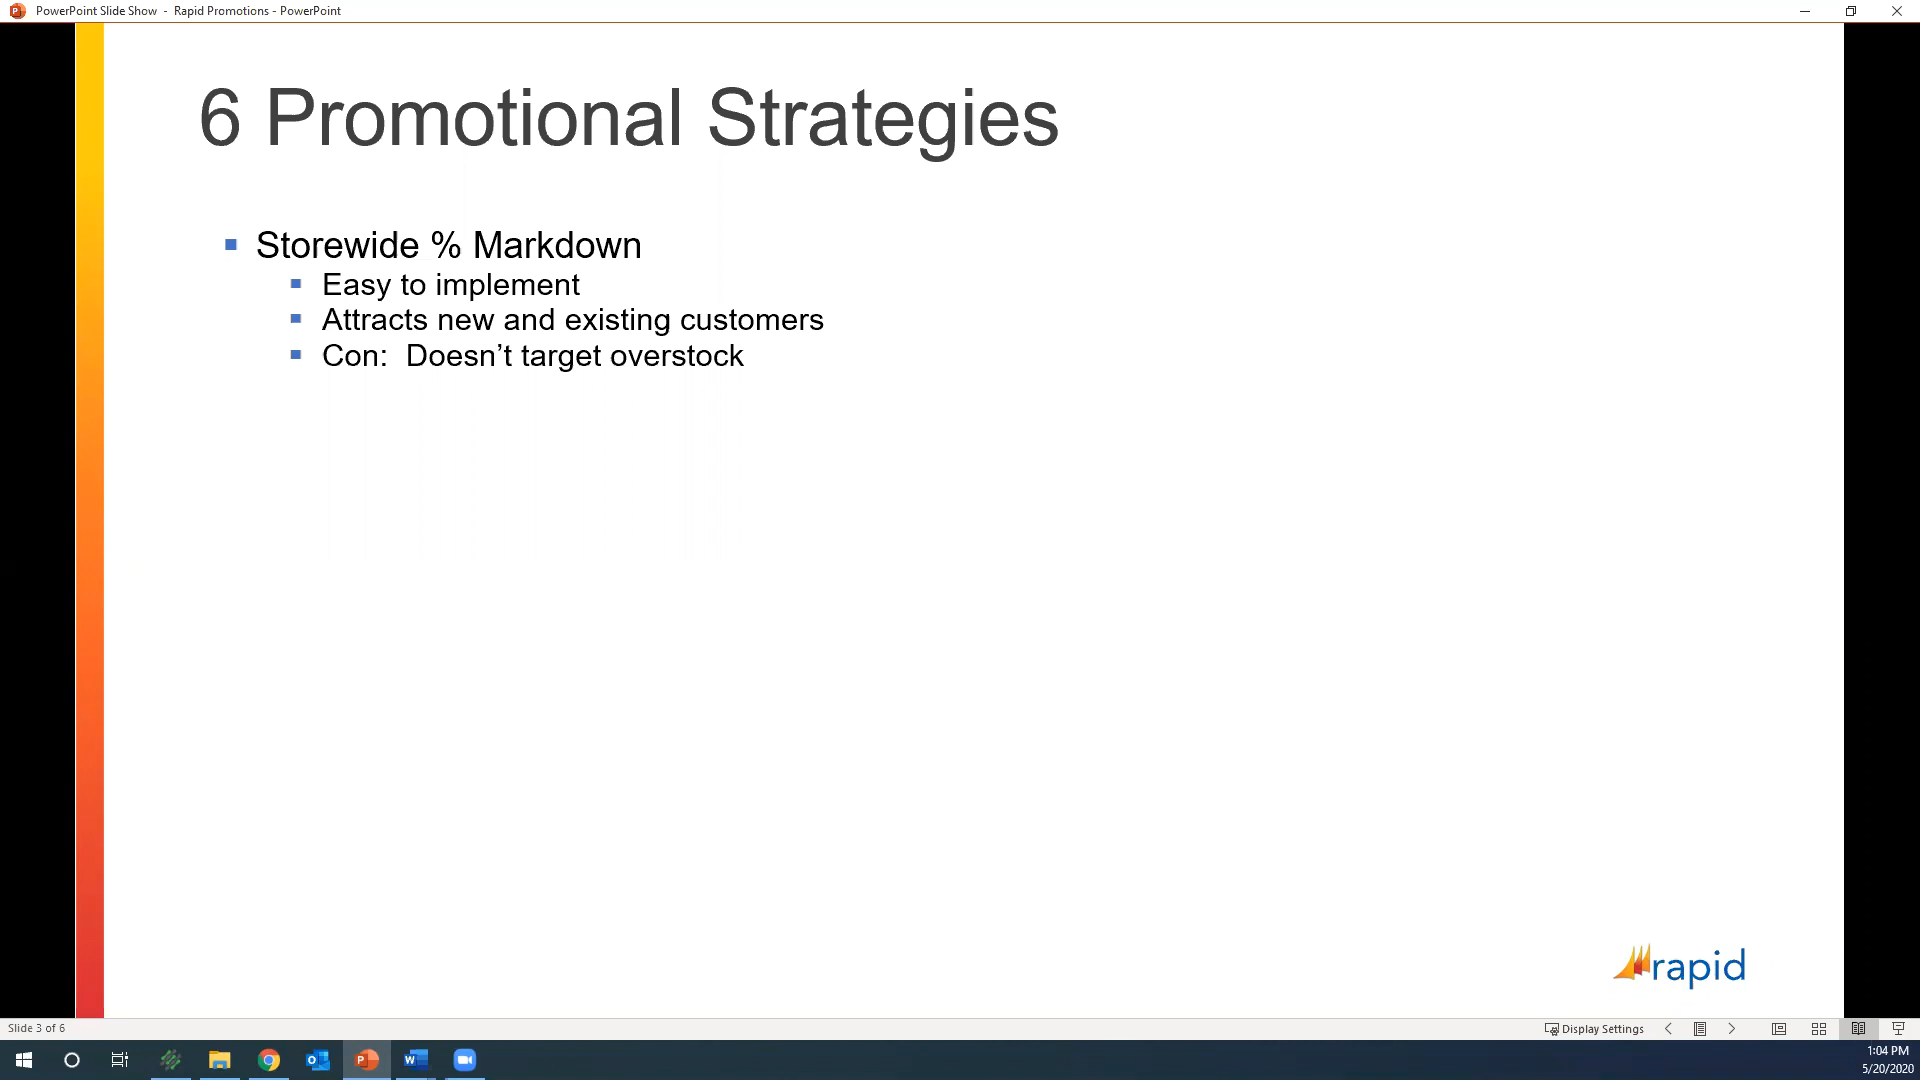 PowerPoint Slide Show - Rapid Promotions - PowerPoint
6 Promotional Strategies
Storewide % Markdown
Easy to implement
Attracts new and existing customers
Con: Doesn’t target overstock
rapid
Slide 3 of 6
Display Settings
1:04 PM
5/20/2020